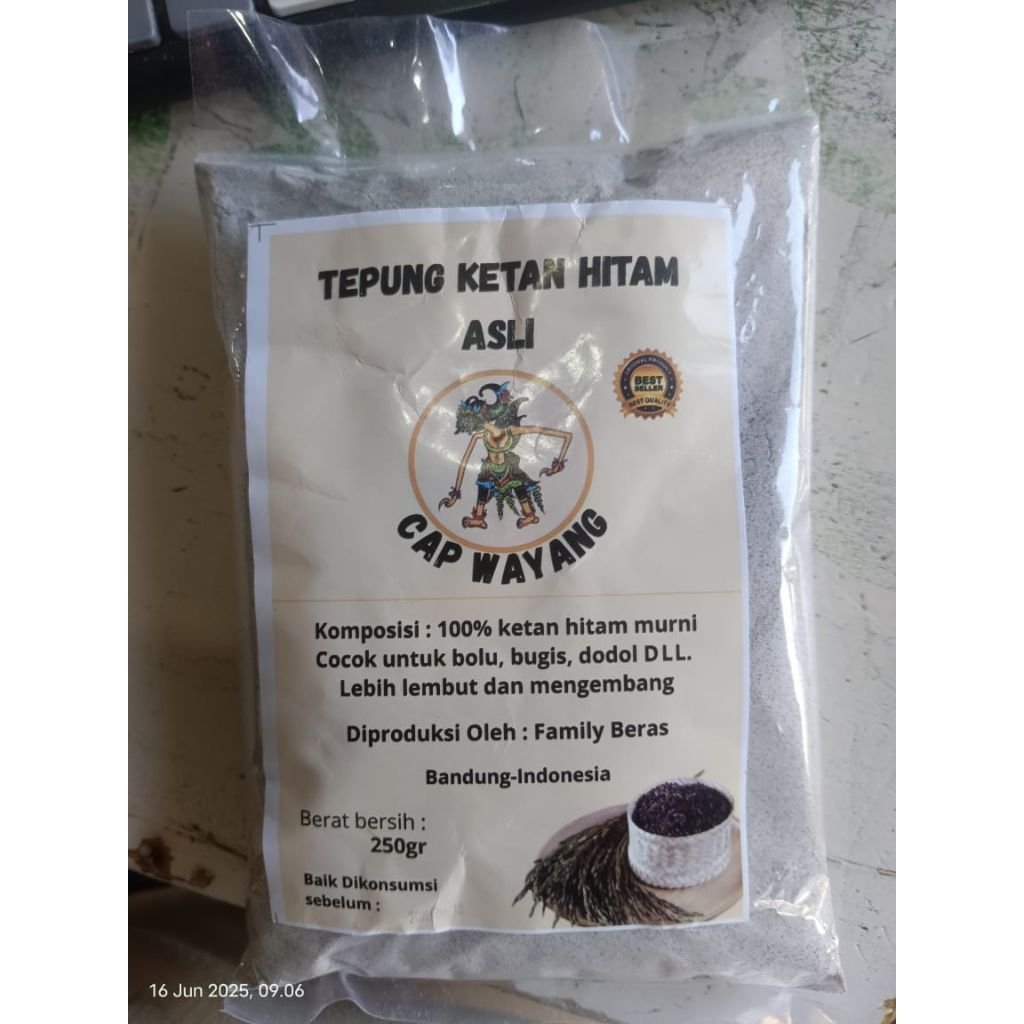 TEPUNG KETAN HITAM
ASLI
ORIGINAL PRODUCT
BEST
SELLER
BEST QUALITY
CAP WAYANG
Komposisi : 100% ketan hitam murni
Cocok untuk bolu, bugis, dodol DLL.
Lebih lembut dan mengembang
Diproduksi Oleh : Family Beras
Bandung-Indonesia
Berat bersih :
250gr
Baik Dikonsumsi
sebelum :
16 Jun 2025, 09.06